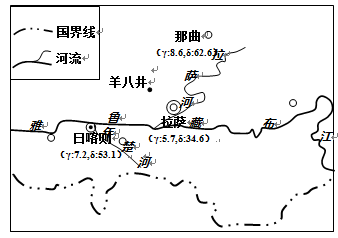 国界线
河流
那曲
(γ:8.6,δ:62.6)
羊八井
拉
萨
河
拉萨
(γ:5.7,δ:34.6)
雅
鲁
藏
布
江
日喀则
(γ:7.2,δ:53.1)
年
楚
河